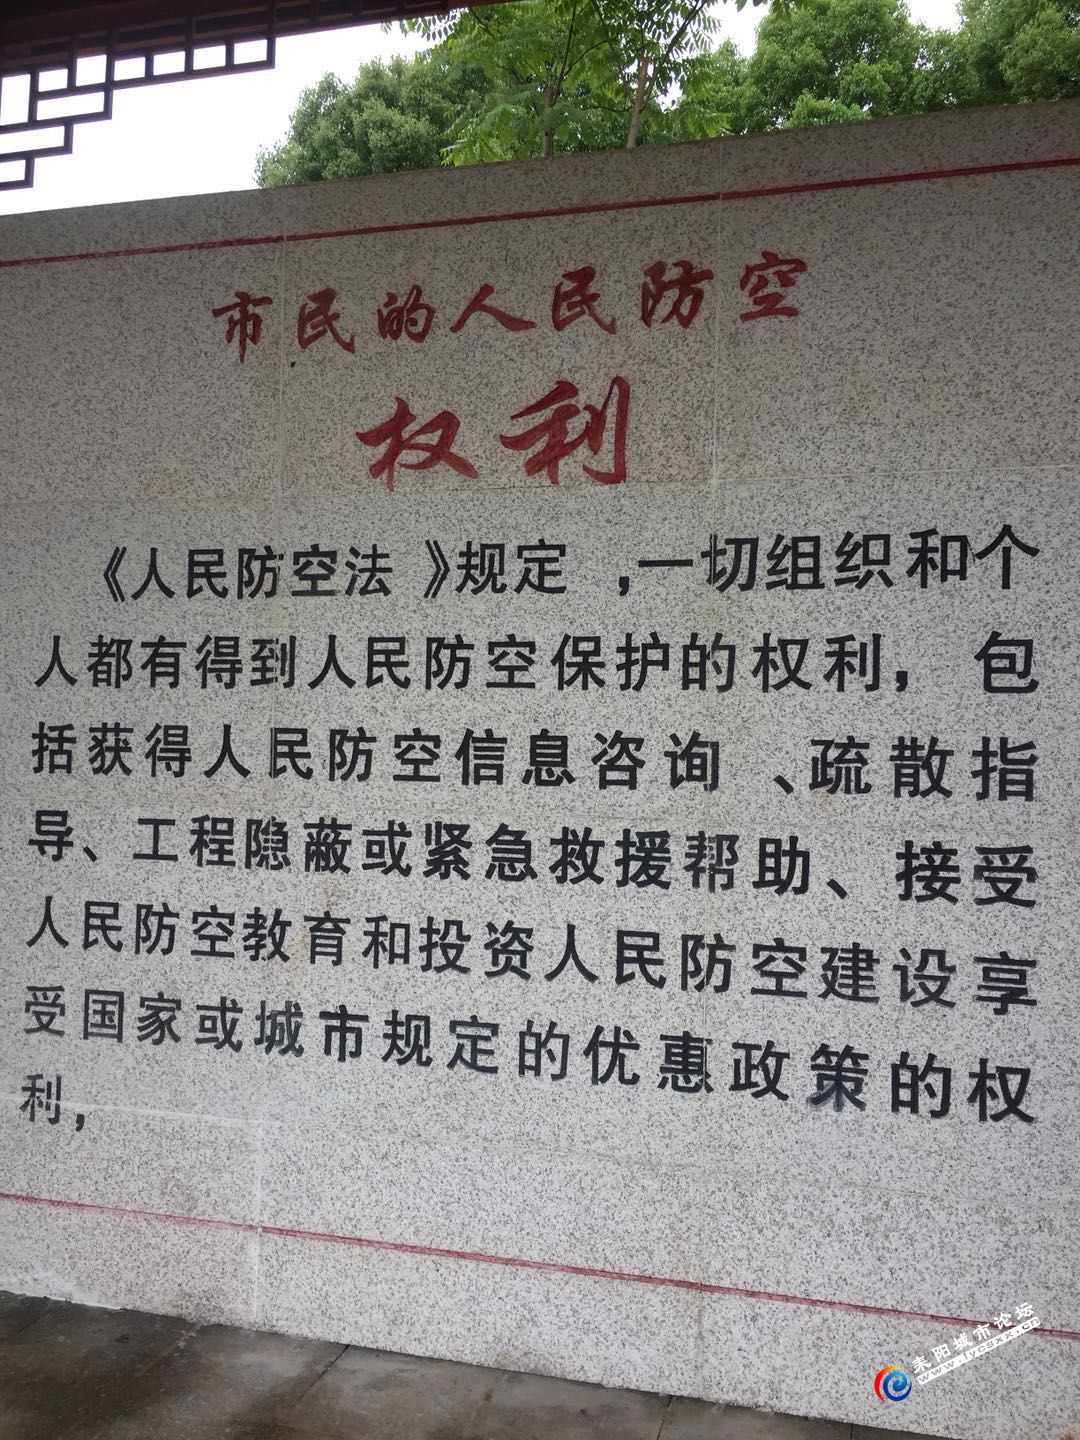 市民的人民防空
权利
《人民防空法》规定，一切组织和个
人都有得到人民防空保护的权利，包
括获得人民防空信息咨询、疏散指
导、工程隐蔽或紧急救援帮助、接受
人民防空教育和投资人民防空建设享
受国家或城市规定的优惠政策的权
利，
耒阳城市论坛
www.lycsxx.cn